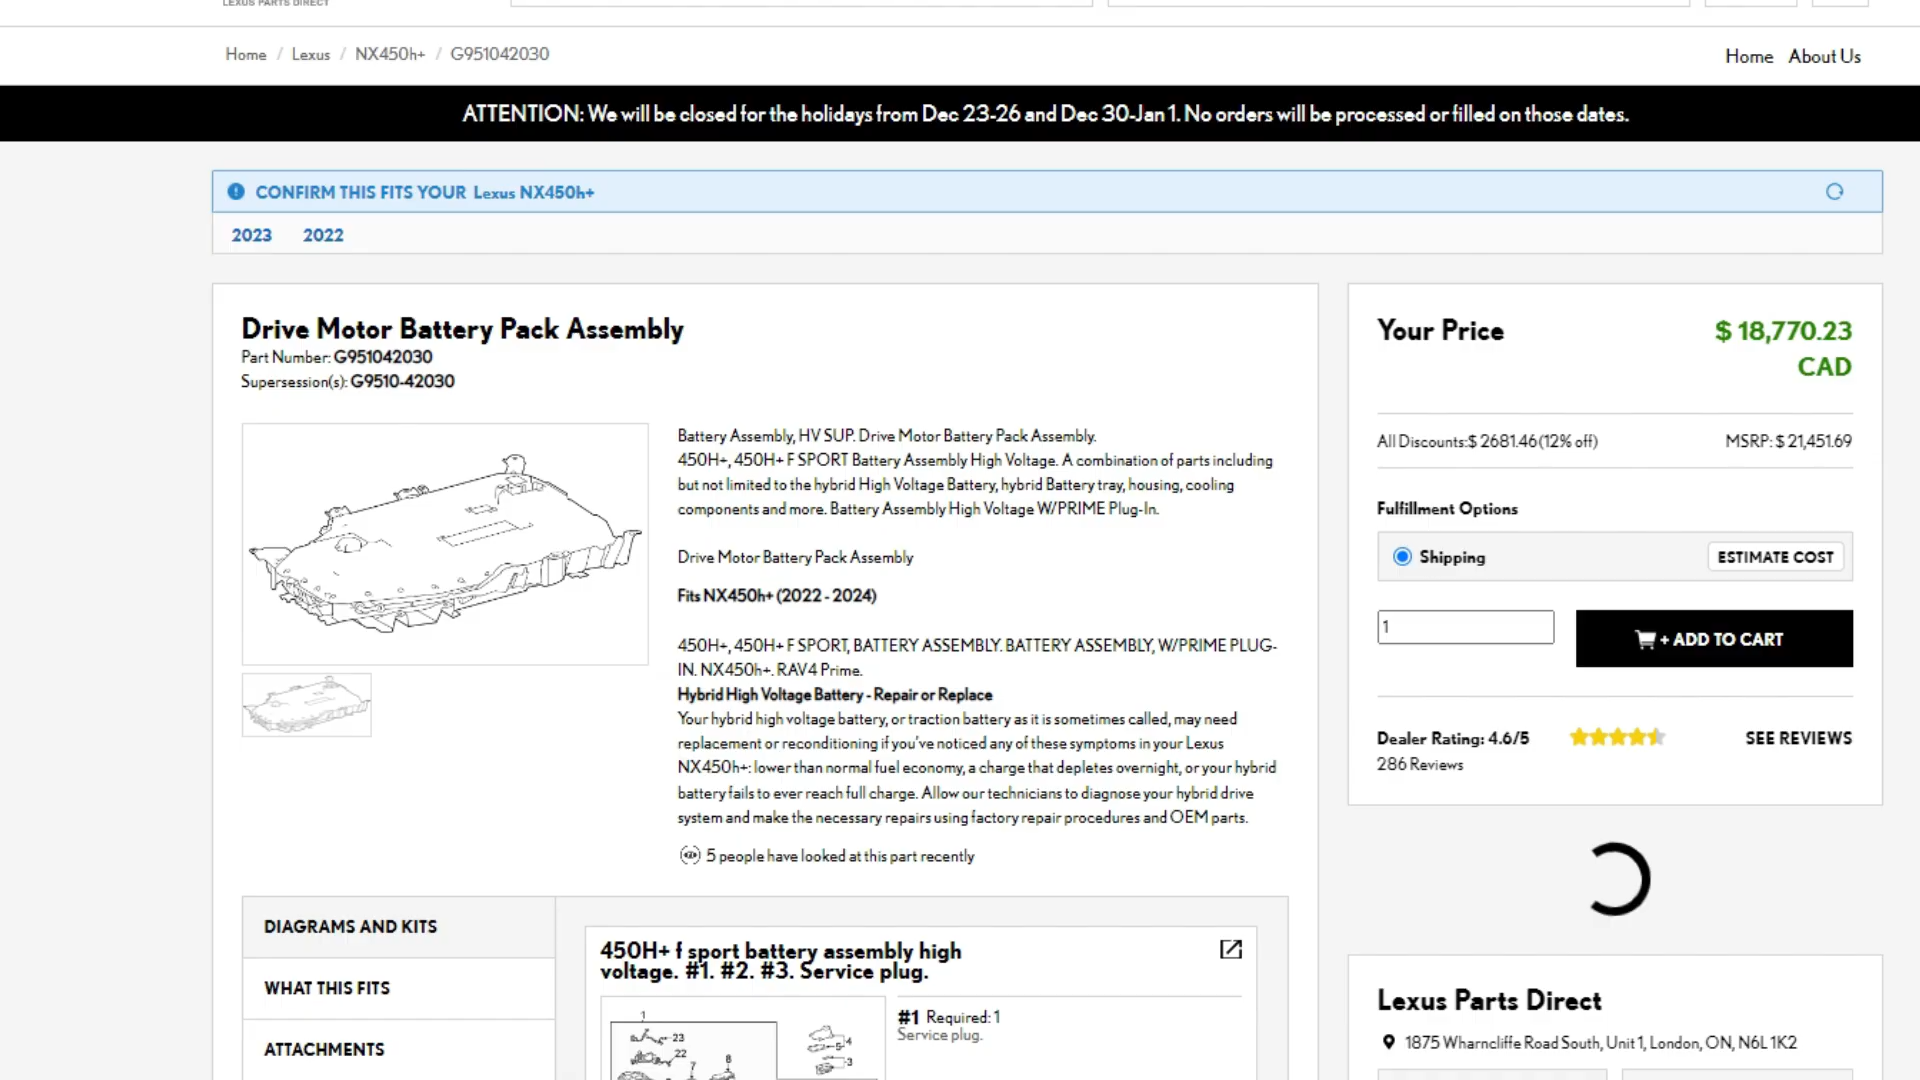 LEXUS PARTS DIRECT
Home / Lexus / NX450h+ / G951042030
Home About Us
ATTENTION: We will be closed for the holidays from Dec 23-26 and Dec 30-Jan 1. No orders will be processed or filled on those dates.
CONFIRM THIS FITS YOUR Lexus NX450h+
2023 2022
Drive Motor Battery Pack Assembly
Part Number: G951042030
Supersession(s): G9510-42030
Battery Assembly, HV SUP. Drive Motor Battery Pack Assembly.
450H+, 450H+ F SPORT Battery Assembly High Voltage. A combination of parts including
but not limited to the hybrid High Voltage Battery, hybrid Battery tray, housing, cooling
components and more. Battery Assembly High Voltage W/PRIME Plug-In.
Drive Motor Battery Pack Assembly
Fits NX450h+ (2022 - 2024)
450H+, 450H+ F SPORT, BATTERY ASSEMBLY. BATTERY ASSEMBLY, W/PRIME PLUG-
IN. NX450h+. RAV4 Prime.
Hybrid High Voltage Battery - Repair or Replace
Your hybrid high voltage battery, or traction battery as it is sometimes called, may need
replacement or reconditioning if you've noticed any of these symptoms in your Lexus
NX450h+: lower than normal fuel economy, a charge that depletes overnight, or your hybrid
battery fails to ever reach full charge. Allow our technicians to diagnose your hybrid drive
system and make the necessary repairs using factory repair procedures and OEM parts.
5 people have looked at this part recently
DIAGRAMS AND KITS
WHAT THIS FITS
ATTACHMENTS
450H+ f sport battery assembly high
voltage. #1. #2. #3. Service plug.
1
23
22
7
8
5
4
3
#1 Required: 1
Service plug.
Your Price
$ 18,770.23
CAD
All Discounts:$ 2681.46 (12% off)
MSRP: $ 21,451.69
Fulfillment Options
Shipping
ESTIMATE COST
1
+ ADD TO CART
Dealer Rating: 4.6/5
SEE REVIEWS
286 Reviews
Lexus Parts Direct
1875 Wharncliffe Road South, Unit 1, London, ON, N6L 1K2